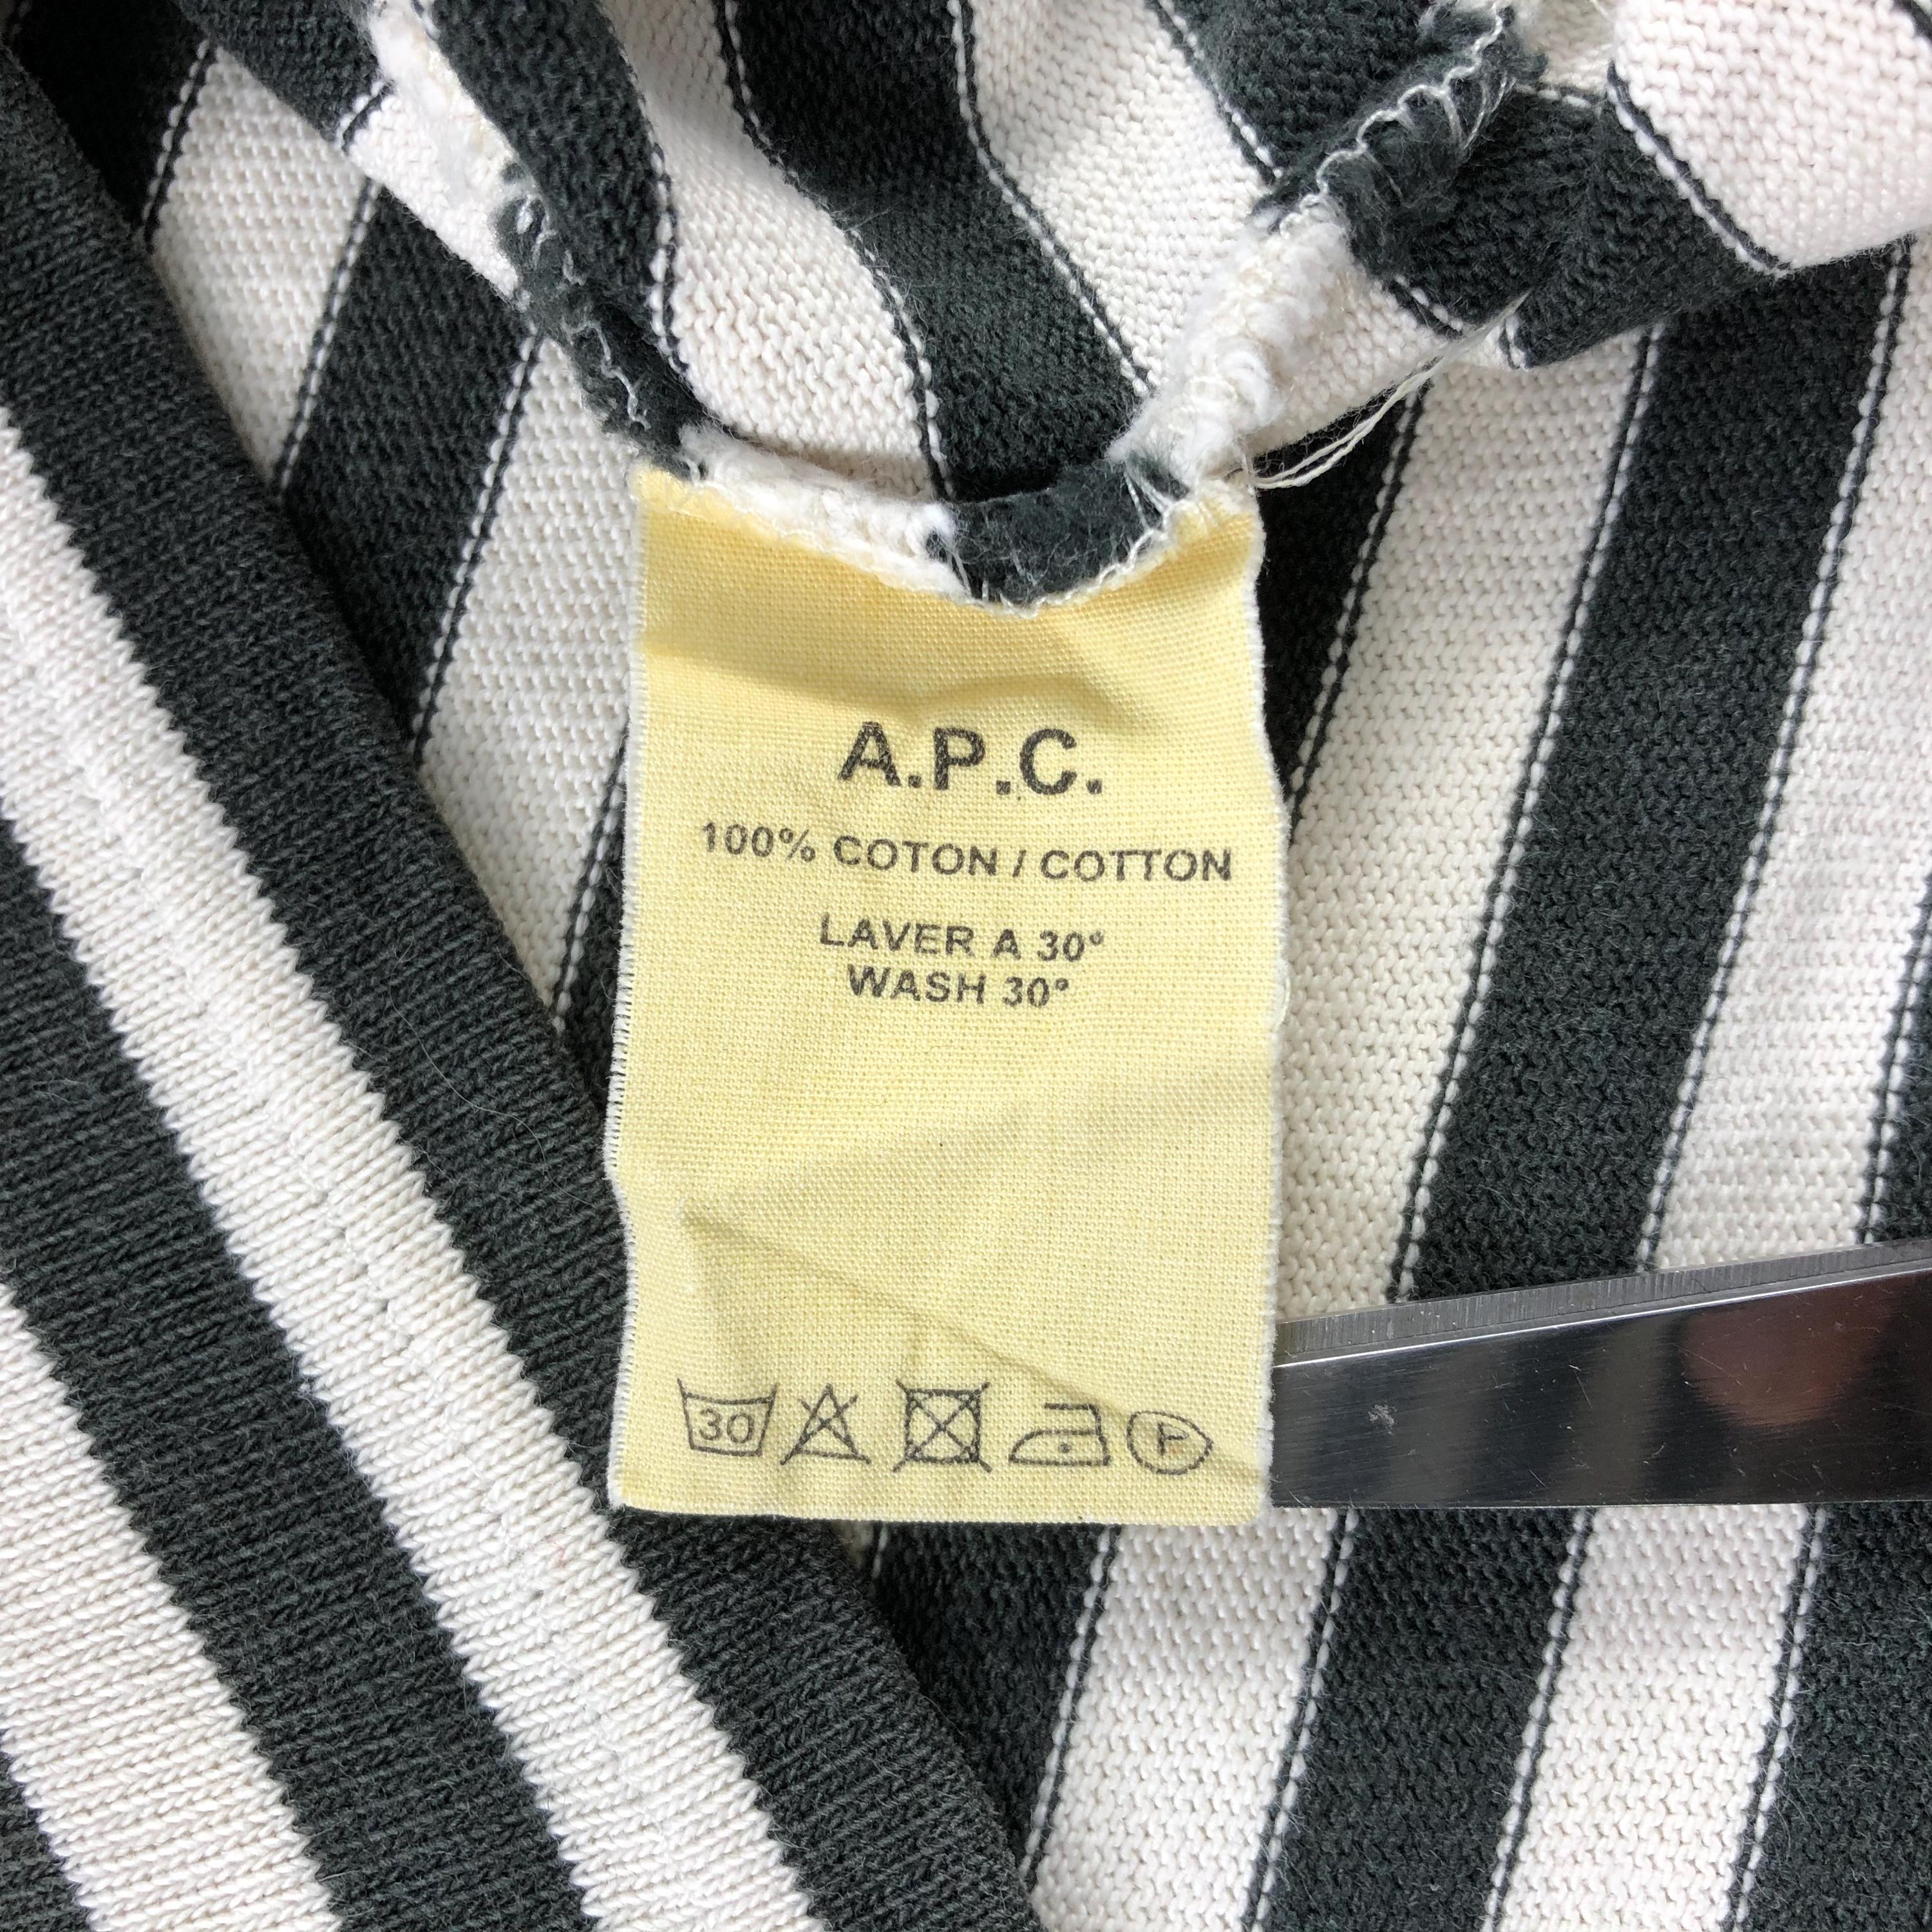 A.P.C.
100% COTON / COTTON
LAVER A 30°
WASH 30°
30 F